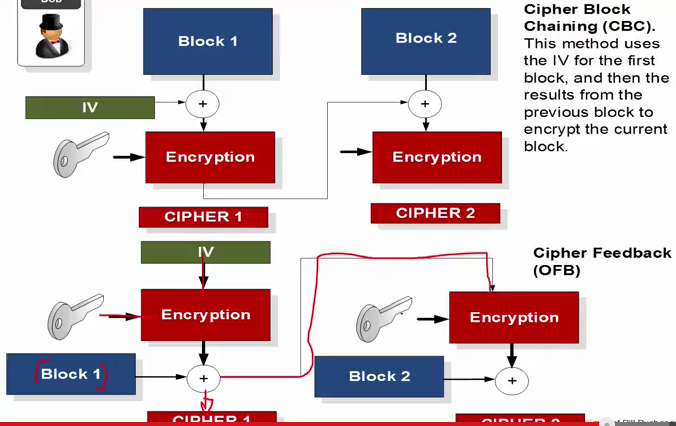 Bob
Block 1
Block 2
Cipher Block
Chaining (CBC).
This method uses
the IV for the first
block, and then the
results from the
previous block to
encrypt the current
block.
IV
+
+
Encryption
Encryption
CIPHER 1
CIPHER 2
IV
Cipher Feedback
(OFB)
Encryption
Encryption
Block 1
+
Block 2
+
CIPHER 1
CIPHER 2